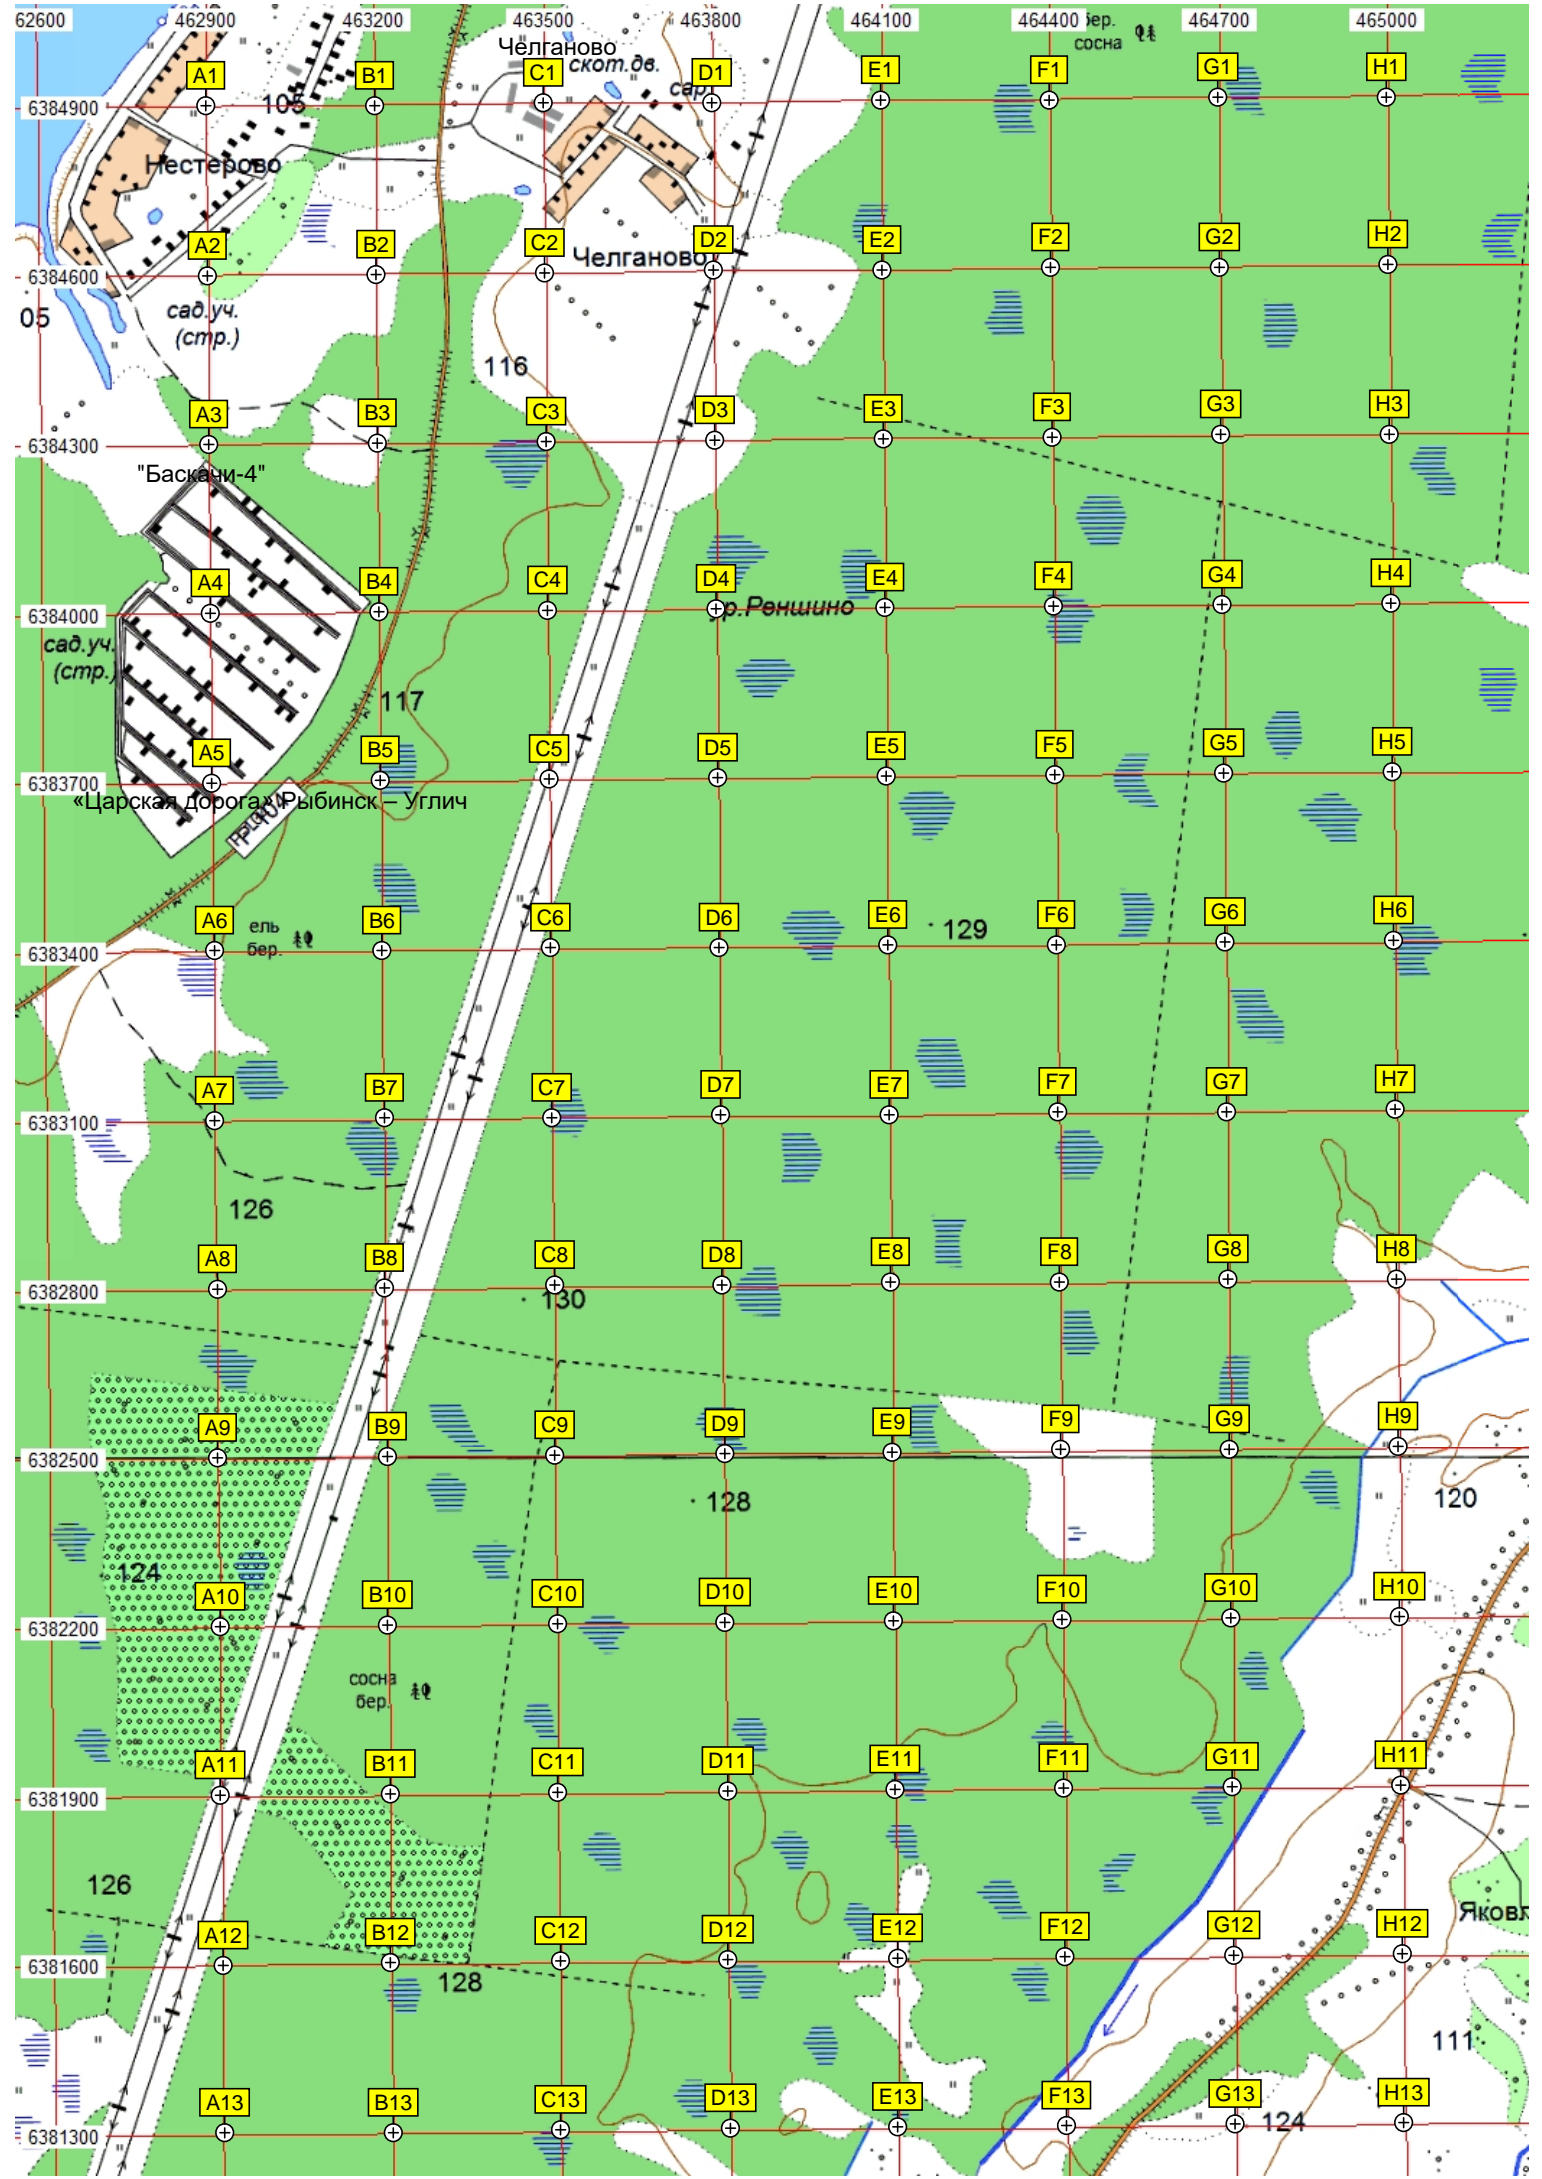 62600 462900 463200 463500 463800 464100 464400 464700 465000
бер.
сосна
Челганово
скот.дв.
сар.
A1 B1 C1 D1 E1 F1 G1 H1
6384900
105
Нестерово
A2 B2 C2 D2 E2 F2 G2 H2
Челганово
6384600
05
сад.уч.
(стр.)
116
A3 B3 C3 D3 E3 F3 G3 H3
6384300
"Баскачи-4"
A4 B4 C4 D4 E4 F4 G4 H4
6384000
ур.Реншино
сад.уч.
(стр.)
117
A5 B5 C5 D5 E5 F5 G5 H5
6383700
«Царская дорога» Рыбинск – Углич
A6 B6 C6 D6 E6 F6 G6 H6
ель
бер.
129
6383400
A7 B7 C7 D7 E7 F7 G7 H7
6383100
126
A8 B8 C8 D8 E8 F8 G8 H8
6382800
130
A9 B9 C9 D9 E9 F9 G9 H9
6382500
128
120
124
A10 B10 C10 D10 E10 F10 G10 H10
6382200
сосна
бер.
A11 B11 C11 D11 E11 F11 G11 H11
6381900
126
Яковл
A12 B12 C12 D12 E12 F12 G12 H12
6381600
128
111
A13 B13 C13 D13 E13 F13 G13 H13
124
6381300